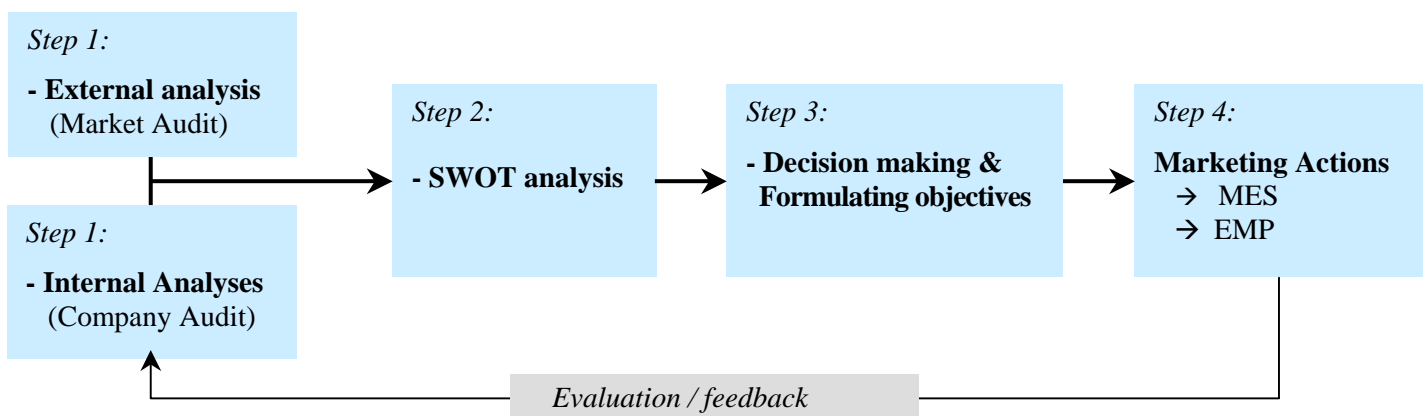 Step 1:
- External analysis
(Market Audit)
Step 1:
- Internal Analyses
(Company Audit)
Step 2:
- SWOT analysis
Step 3:
- Decision making &
Formulating objectives
Step 4:
Marketing Actions
→ MES
→ EMP
Evaluation / feedback